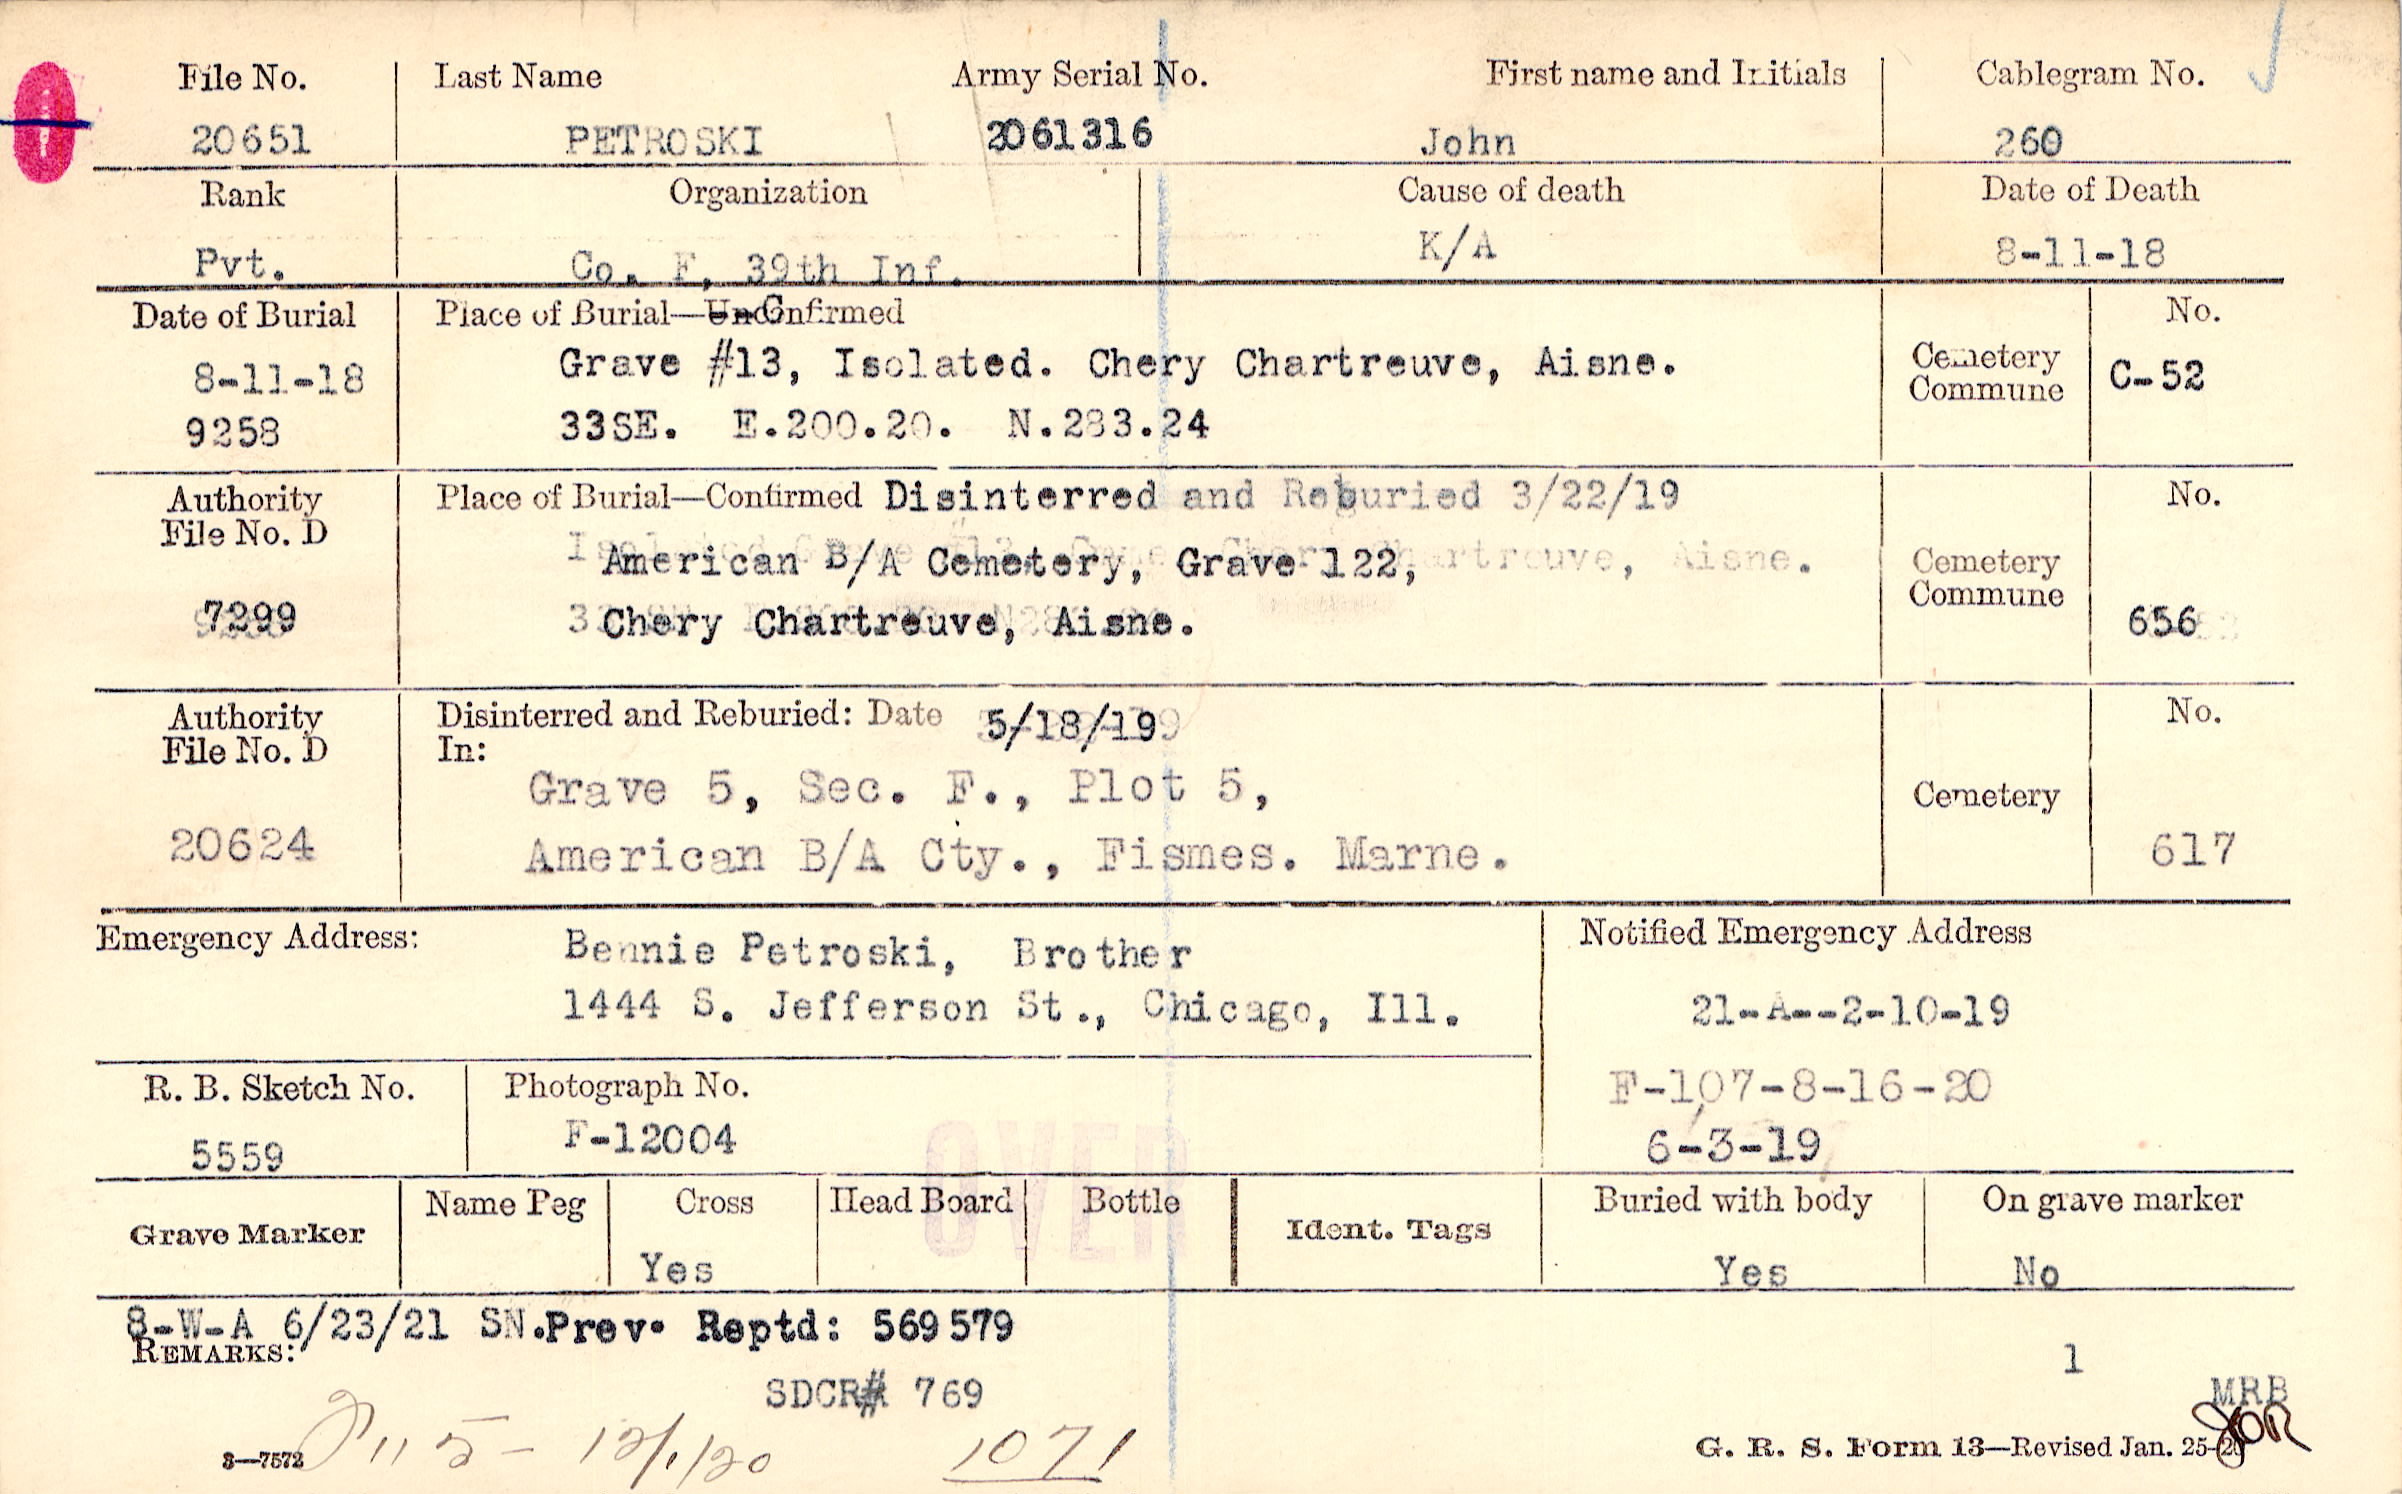 File No. Last Name Army Serial No. First name and Initials Cablegram No.
20651 PETROSKI 2061316 John 260
Rank Organization Cause of death Date of Death
Pvt. Co. F, 39th Inf. K/A 8-11-18
Date of Burial Place of Burial—Confirmed No.
8-11-18 Grave #13, Isolated. Chery Chartreuve, Aisne. Cemetery Commune C-52
9258 33SE. E.200.20. N.283.24
Authority File No. D Place of Burial—Confirmed Disinterred and Reburied 3/22/19 No.
American B/A Cemetery, Grave 122, Cemetery Commune
7299 Chery Chartreuve, Aisne. 656
Authority File No. D Disinterred and Reburied: Date 5/18/19 No.
In:
Grave 5, Sec. F., Plot 5, Cemetery
20624 American B/A Cty., Fismes. Marne. 617
Emergency Address: Bennie Petroski, Brother Notified Emergency Address
1444 S. Jefferson St., Chicago, Ill. 21-A--2-10-19
R. B. Sketch No. Photograph No. F-107-8-16-20
5559 F-12004 6-3-19
OVER
Grave Marker Name Peg Cross Head Board Bottle Ident. Tags Buried with body On grave marker
Yes Yes No
8-W-A 6/23/21 SN.Prev. Reptd: 569579
REMARKS: 1
SDCR# 769 MRB
115- 12/1/20 1071
3—7572 G. R. S. Form 13—Revised Jan. 25-20